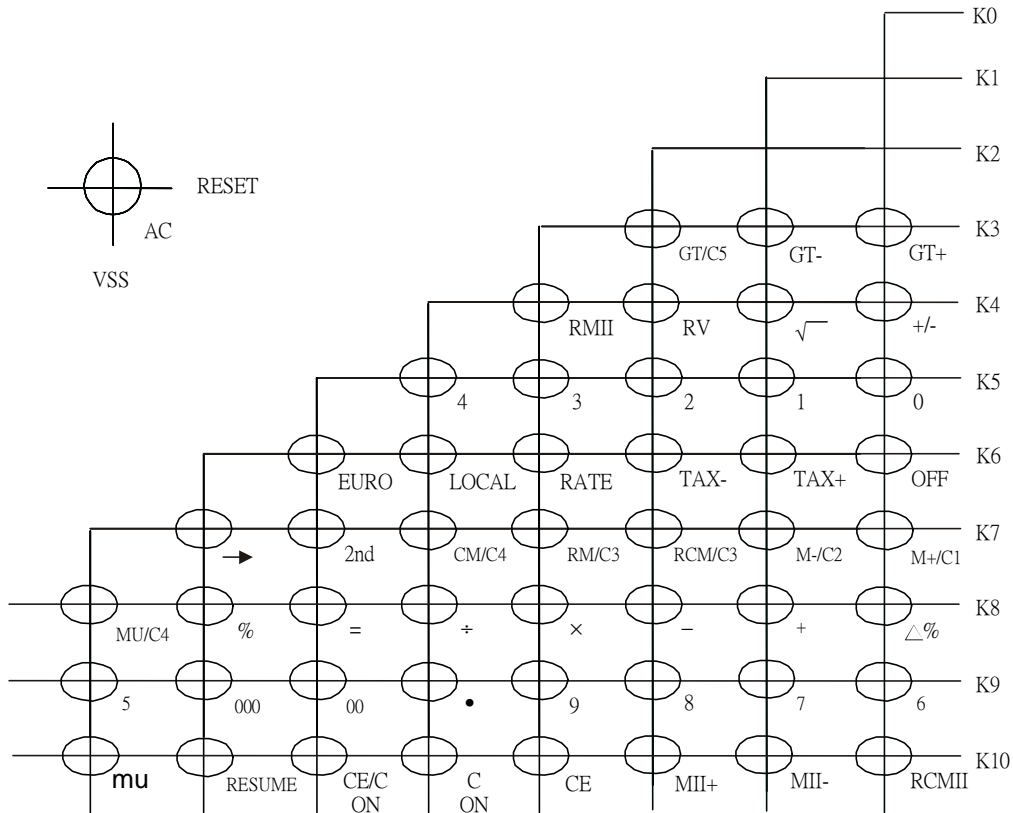 K0
K1
K2
RESET
AC
VSS
K3
GT/C5 GT- GT+
K4
RMII RV √ +/-
K5
4 3 2 1 0
K6
EURO LOCAL RATE TAX- TAX+ OFF
K7
→ 2nd CM/C4 RM/C3 RCM/C3 M-/C2 M+/C1
K8
MU/C4 % = ÷ × − + △%
K9
5 000 00 • 9 8 7 6
K10
mu RESUME CE/C C CE MII+ MII- RCMII
ON ON